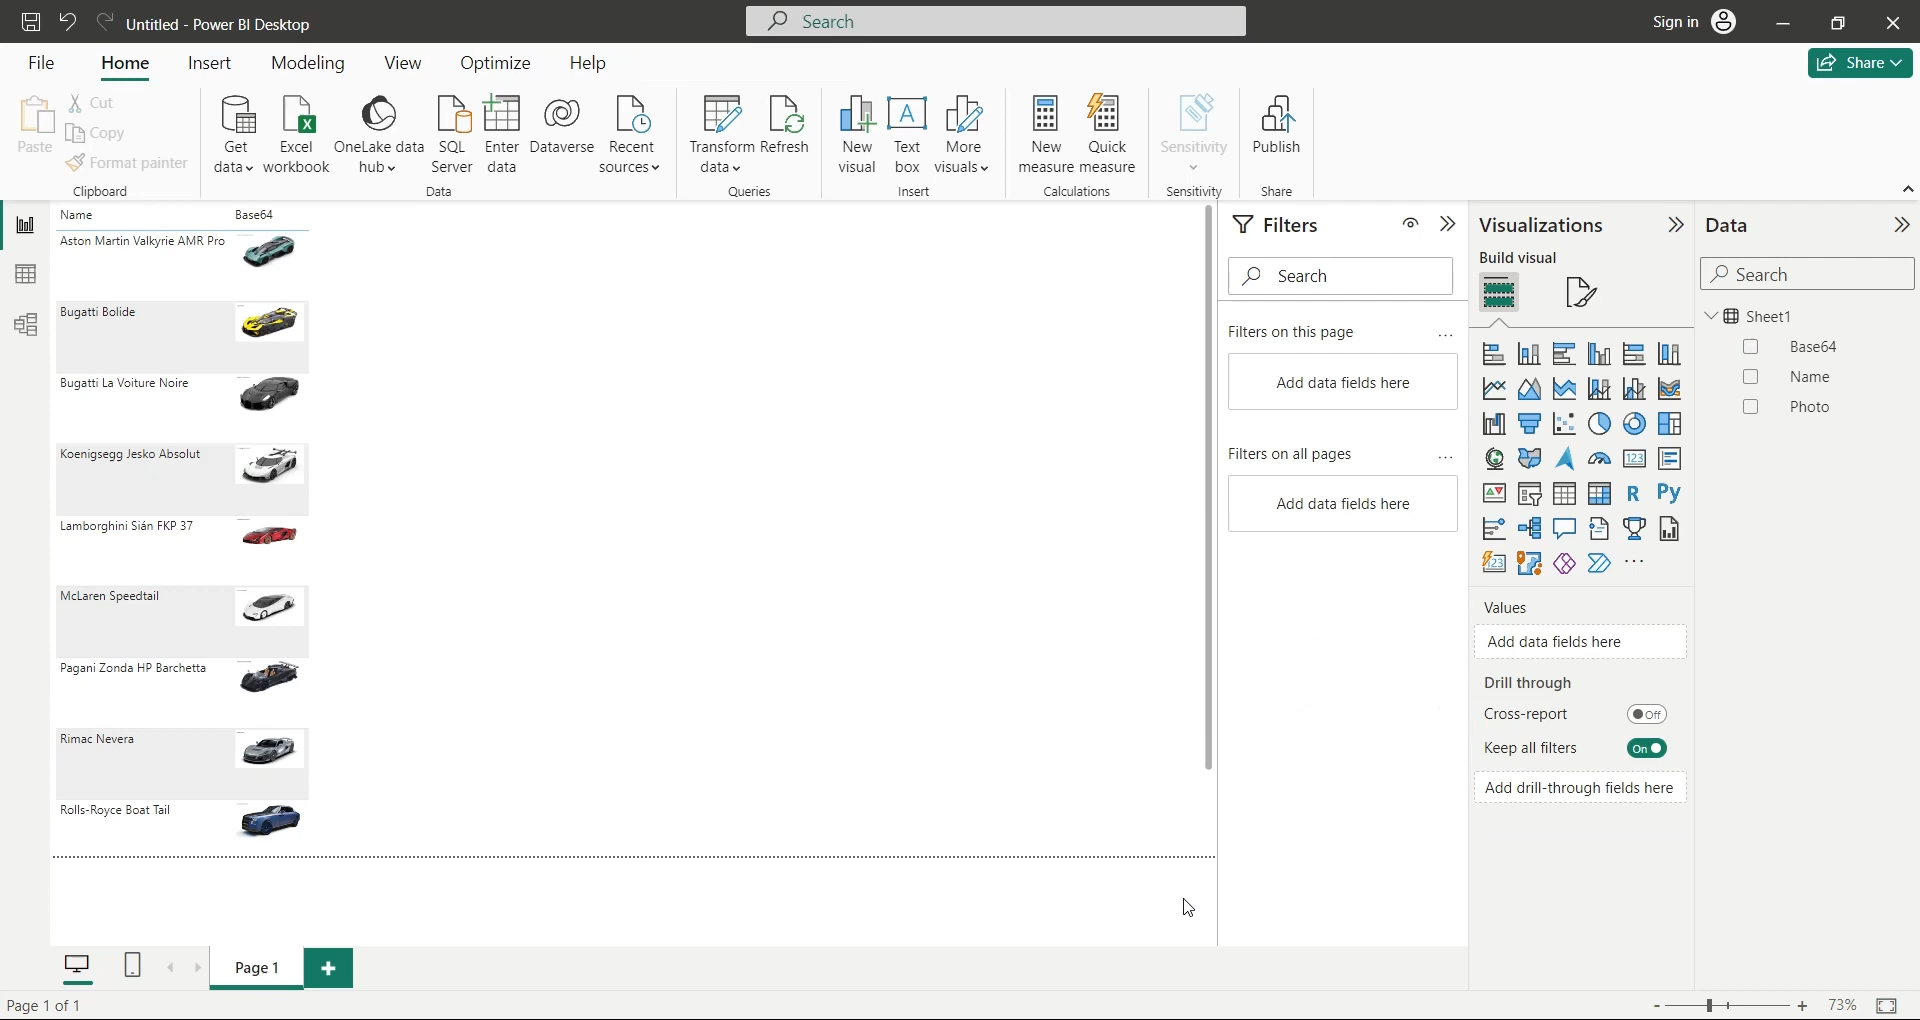 Untitled - Power BI Desktop
Search
Sign in
File Home Insert Modeling View Optimize Help
Share
Paste
Cut
Copy
Format painter
Clipboard
Get data
Excel workbook
OneLake data hub
SQL Server
Enter data
Dataverse
Recent sources
Data
Transform data
Refresh
Queries
New visual
A
Text box
More visuals
Insert
New measure
Quick measure
Calculations
Sensitivity
Sensitivity
Publish
Share
Name Base64
Aston Martin Valkyrie AMR Pro
Bugatti Bolide
Bugatti La Voiture Noire
Koenigsegg Jesko Absolut
Lamborghini Sián FKP 37
McLaren Speedtail
Pagani Zonda HP Barchetta
Rimac Nevera
Rolls-Royce Boat Tail
Filters
Search
Filters on this page ...
Add data fields here
Filters on all pages ...
Add data fields here
Visualizations
Build visual
123
R Py
123
...
Values
Add data fields here
Drill through
Cross-report Off
Keep all filters On
Add drill-through fields here
Data
Search
Sheet1
Base64
Name
Photo
Page 1
Page 1 of 1
- + 73%